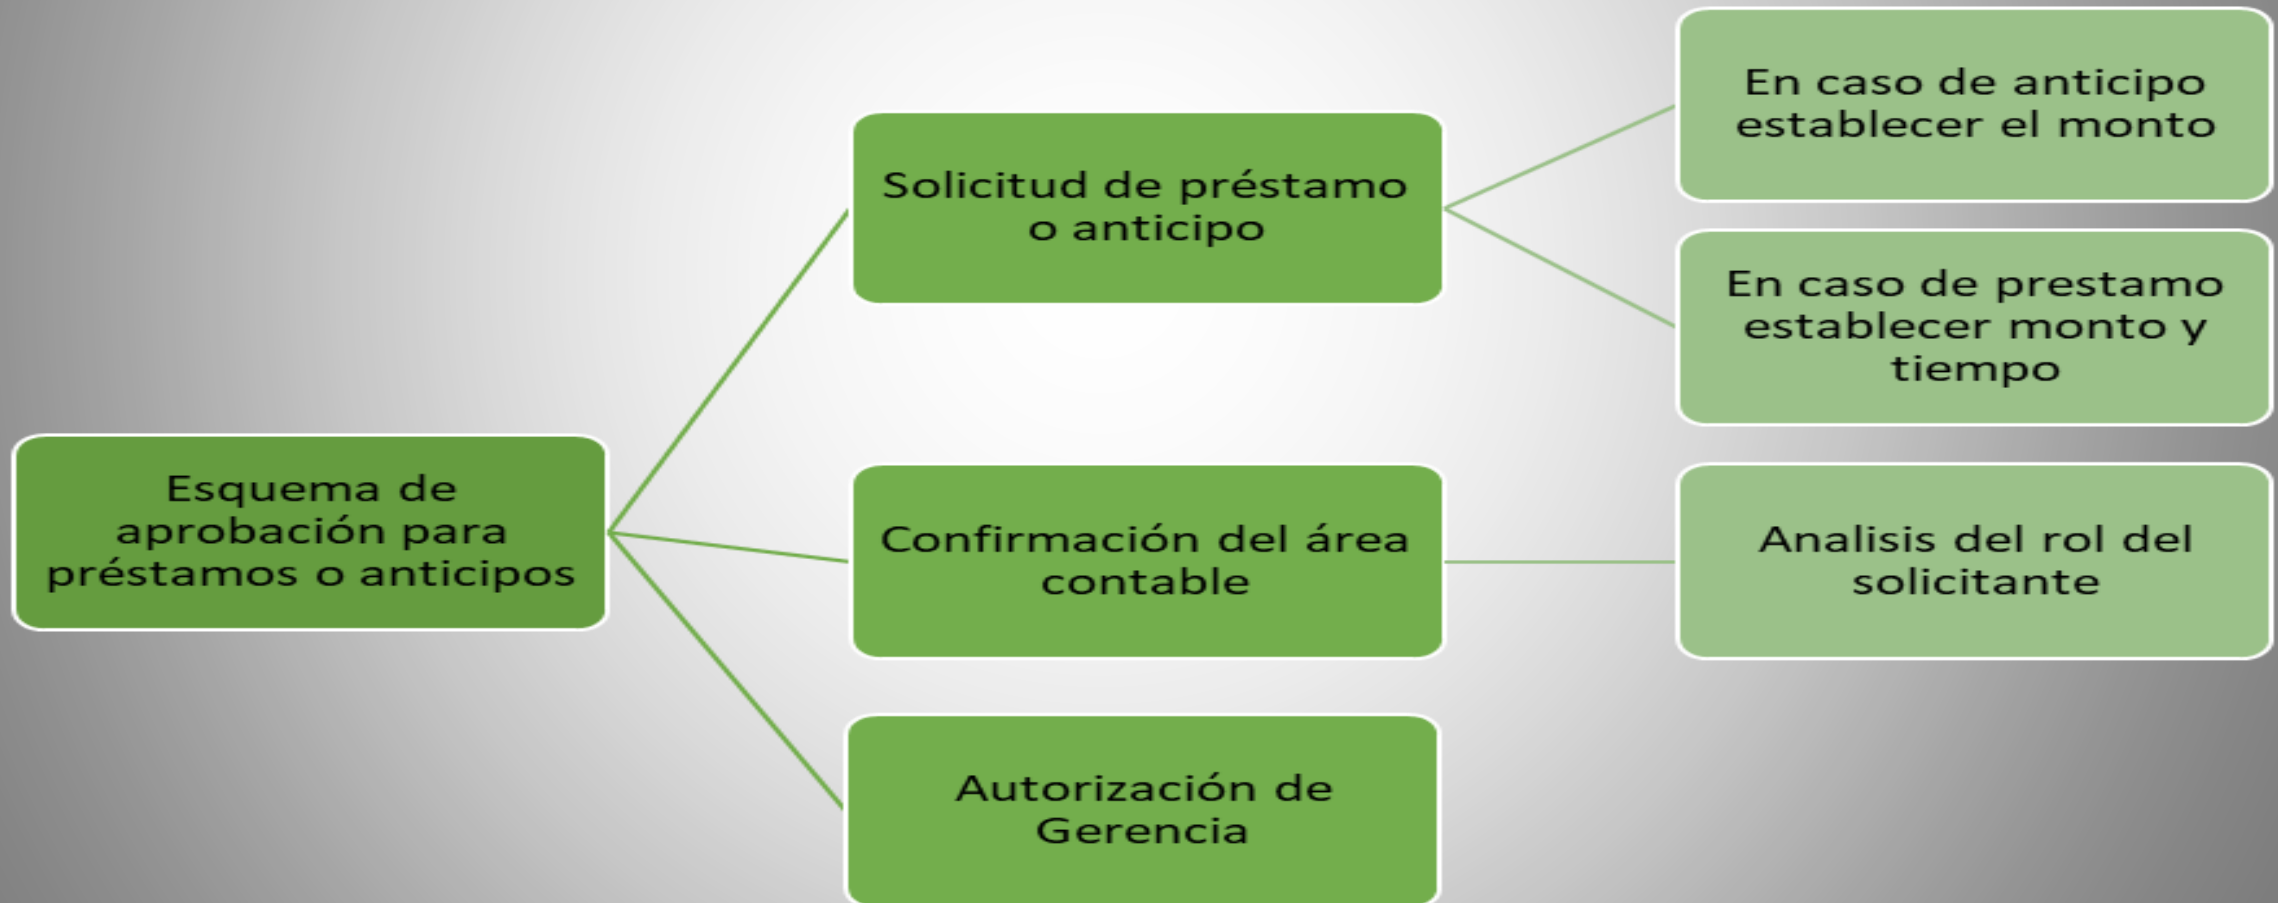 Esquema de
aprobación para
préstamos o anticipos
Solicitud de préstamo
o anticipo
En caso de anticipo
establecer el monto
En caso de prestamo
establecer monto y
tiempo
Confirmación del área
contable
Analisis del rol del
solicitante
Autorización de
Gerencia